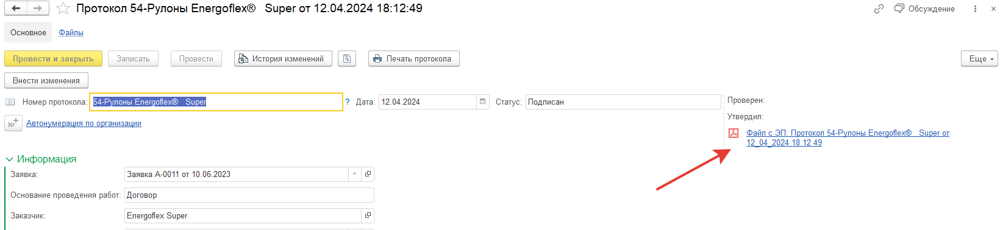 Протокол 54-Рулоны Energoflex®   Super от 12.04.2024 18:12:49
Обсуждение
Основное Файлы
Провести и закрыть Записать Провести История изменений Печать протокола Еще
Внести изменения
Номер протокола: 54-Рулоны Energoflex®   Super ? Дата: 12.04.2024 Статус: Подписан
Проверен:
Утвердил:
№ Автонумерация по организации
Файл с ЭП: Протокол 54-Рулоны Energoflex®   Super от
12_04_2024 18 12 49
Информация
Заявка: Заявка А-0011 от 10.06.2023
Основание проведения работ: Договор
Заказчик: Energoflex Super